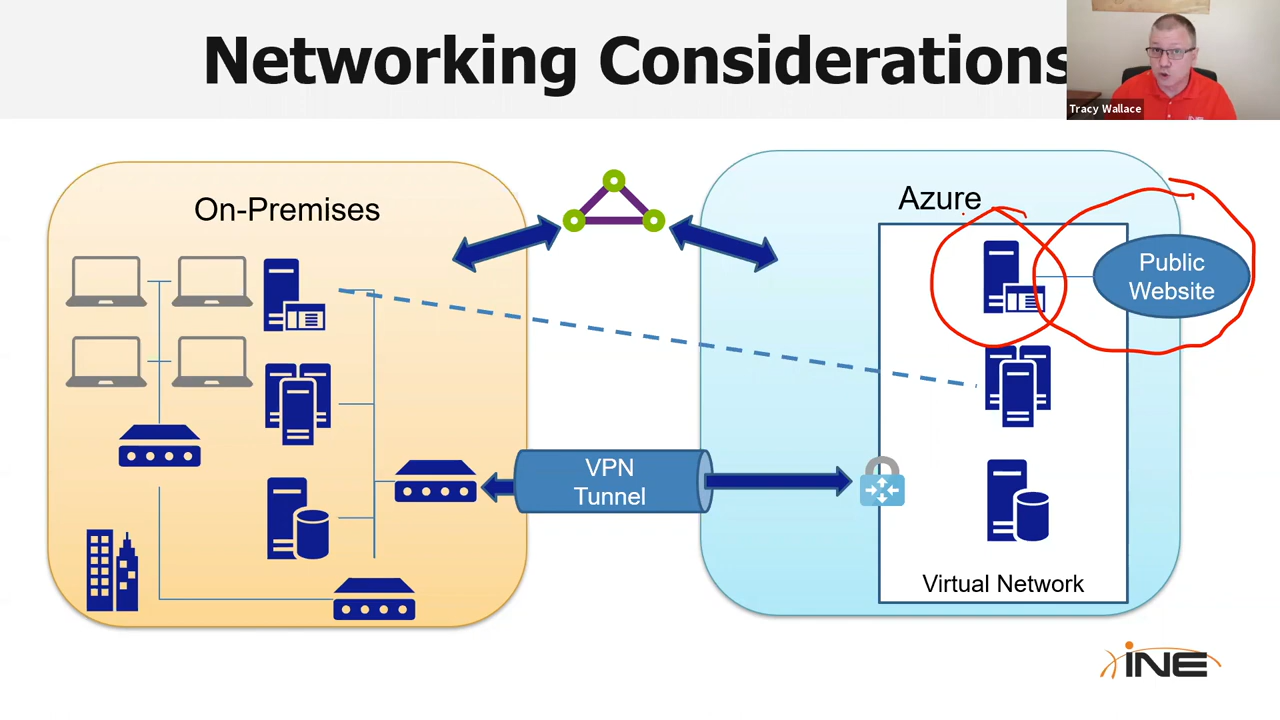 Networking Considerations
Tracy Wallace
On-Premises
Azure
Public
Website
VPN
Tunnel
Virtual Network
iNE